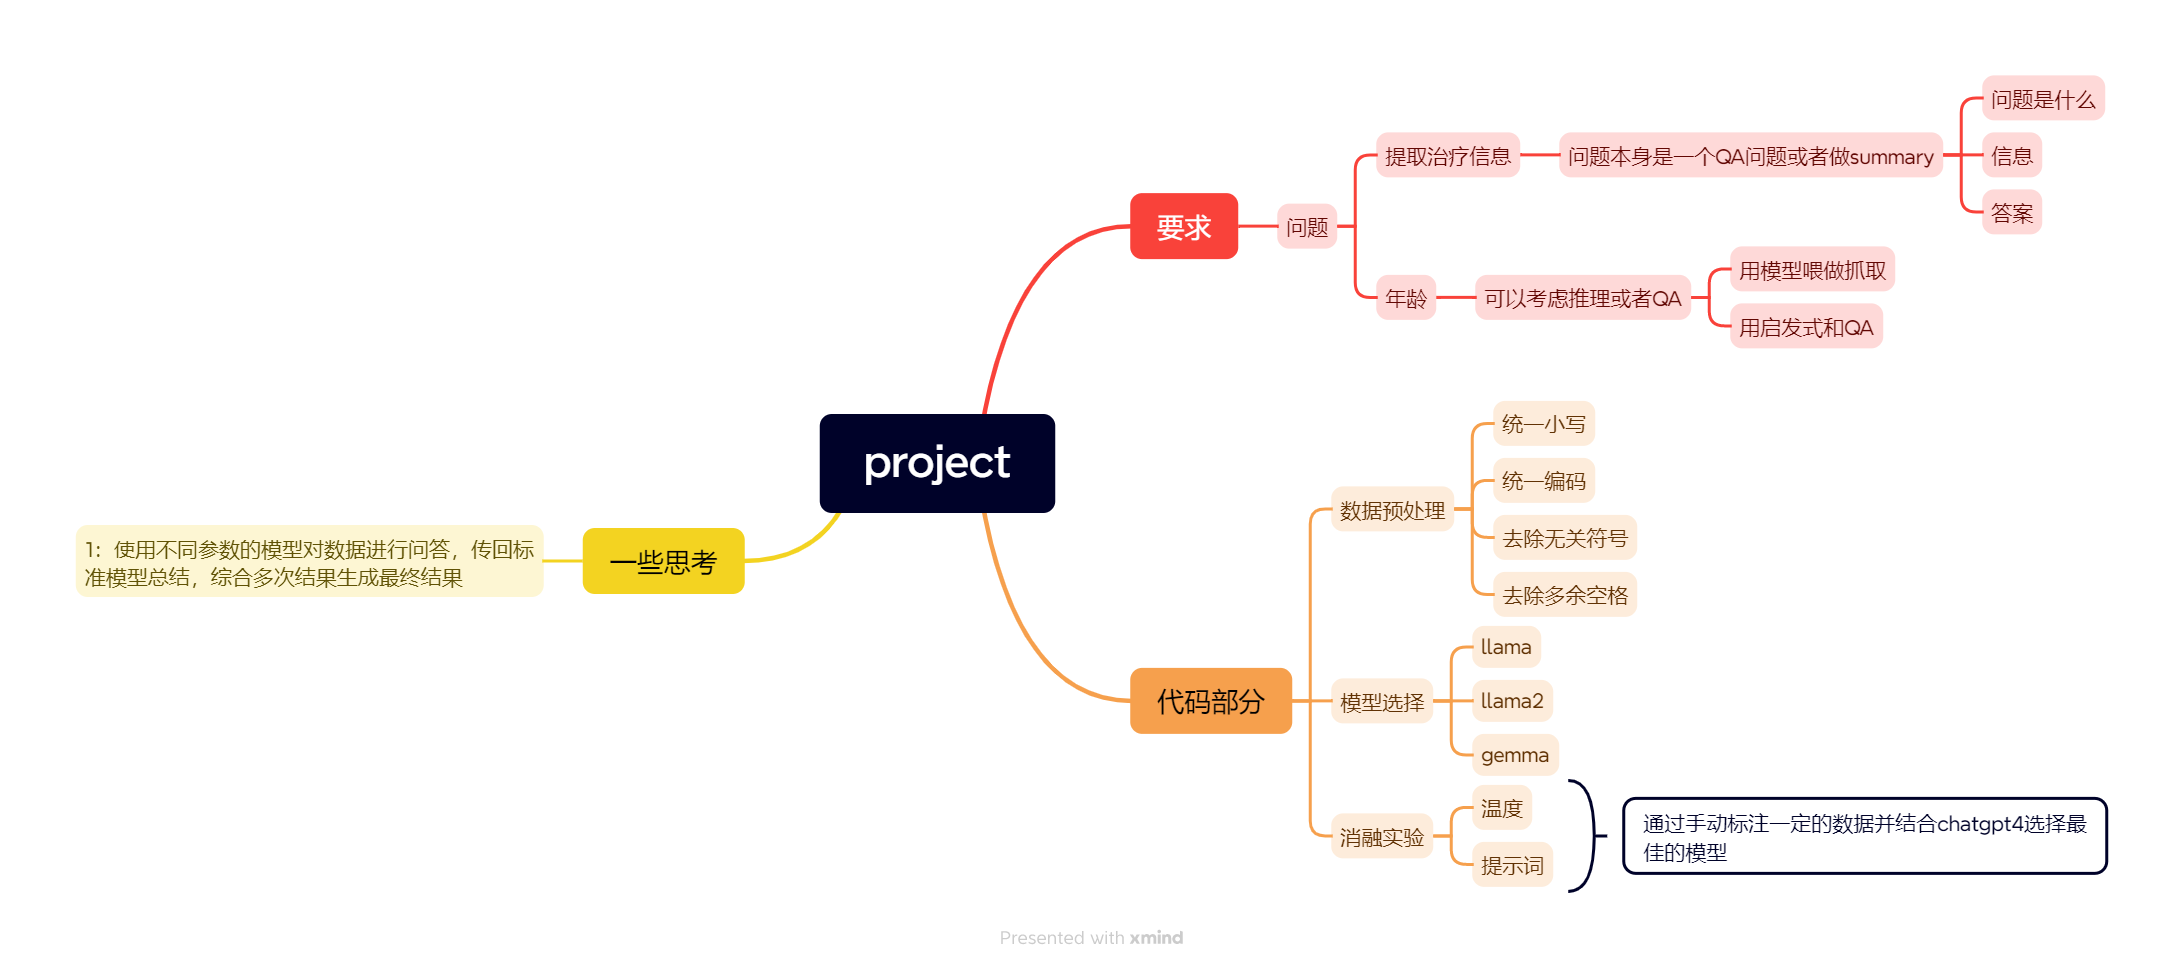 project
要求
问题
提取治疗信息
问题本身是一个QA问题或者做summary
问题是什么
信息
答案
年龄
可以考虑推理或者QA
用模型喂做抓取
用启发式和QA
代码部分
数据预处理
统一小写
统一编码
去除无关符号
去除多余空格
模型选择
llama
llama2
gemma
消融实验
温度
提示词
通过手动标注一定的数据并结合chatgpt4选择最
佳的模型
一些思考
1：使用不同参数的模型对数据进行问答，传回标
准模型总结，综合多次结果生成最终结果
Presented with xmind